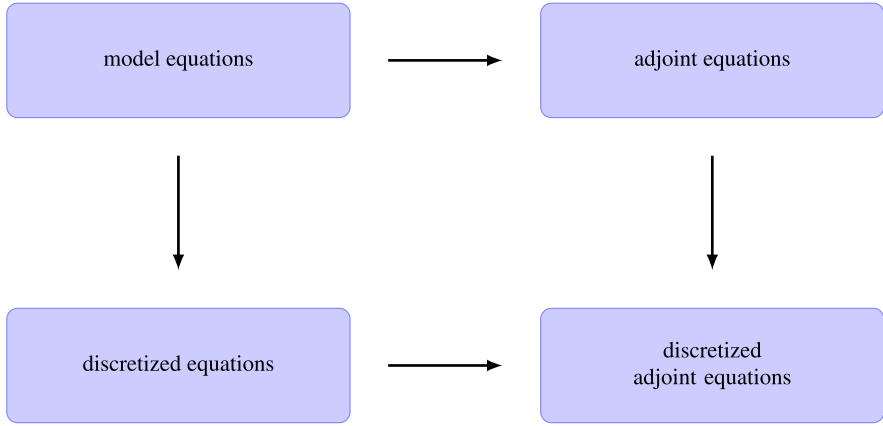 model equations
adjoint equations
discretized equations
discretized
adjoint equations